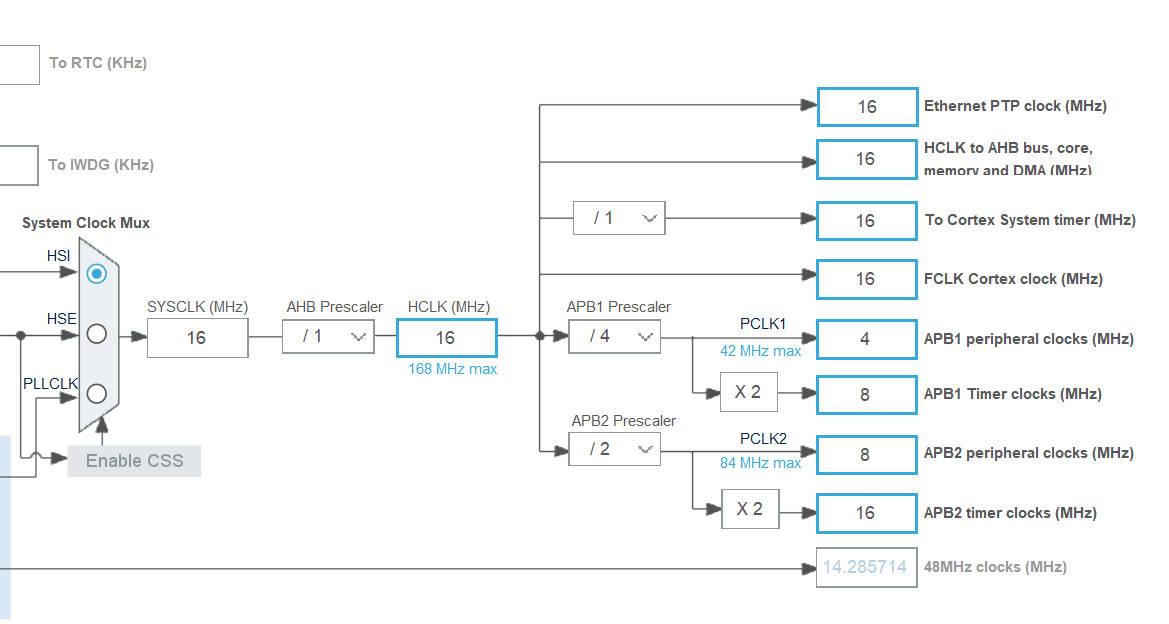 To RTC (KHz)
To IWDG (KHz)
System Clock Mux
HSI
HSE
PLLCLK
Enable CSS
SYSCLK (MHz)
16
AHB Prescaler
/ 1
HCLK (MHz)
16
168 MHz max
16
Ethernet PTP clock (MHz)
16
HCLK to AHB bus, core,
memory and DMA (MHz)
/ 1
16
To Cortex System timer (MHz)
16
FCLK Cortex clock (MHz)
APB1 Prescaler
/ 4
PCLK1
42 MHz max
4
APB1 peripheral clocks (MHz)
X 2
8
APB1 Timer clocks (MHz)
APB2 Prescaler
/ 2
PCLK2
84 MHz max
8
APB2 peripheral clocks (MHz)
X 2
16
APB2 timer clocks (MHz)
14.285714
48MHz clocks (MHz)